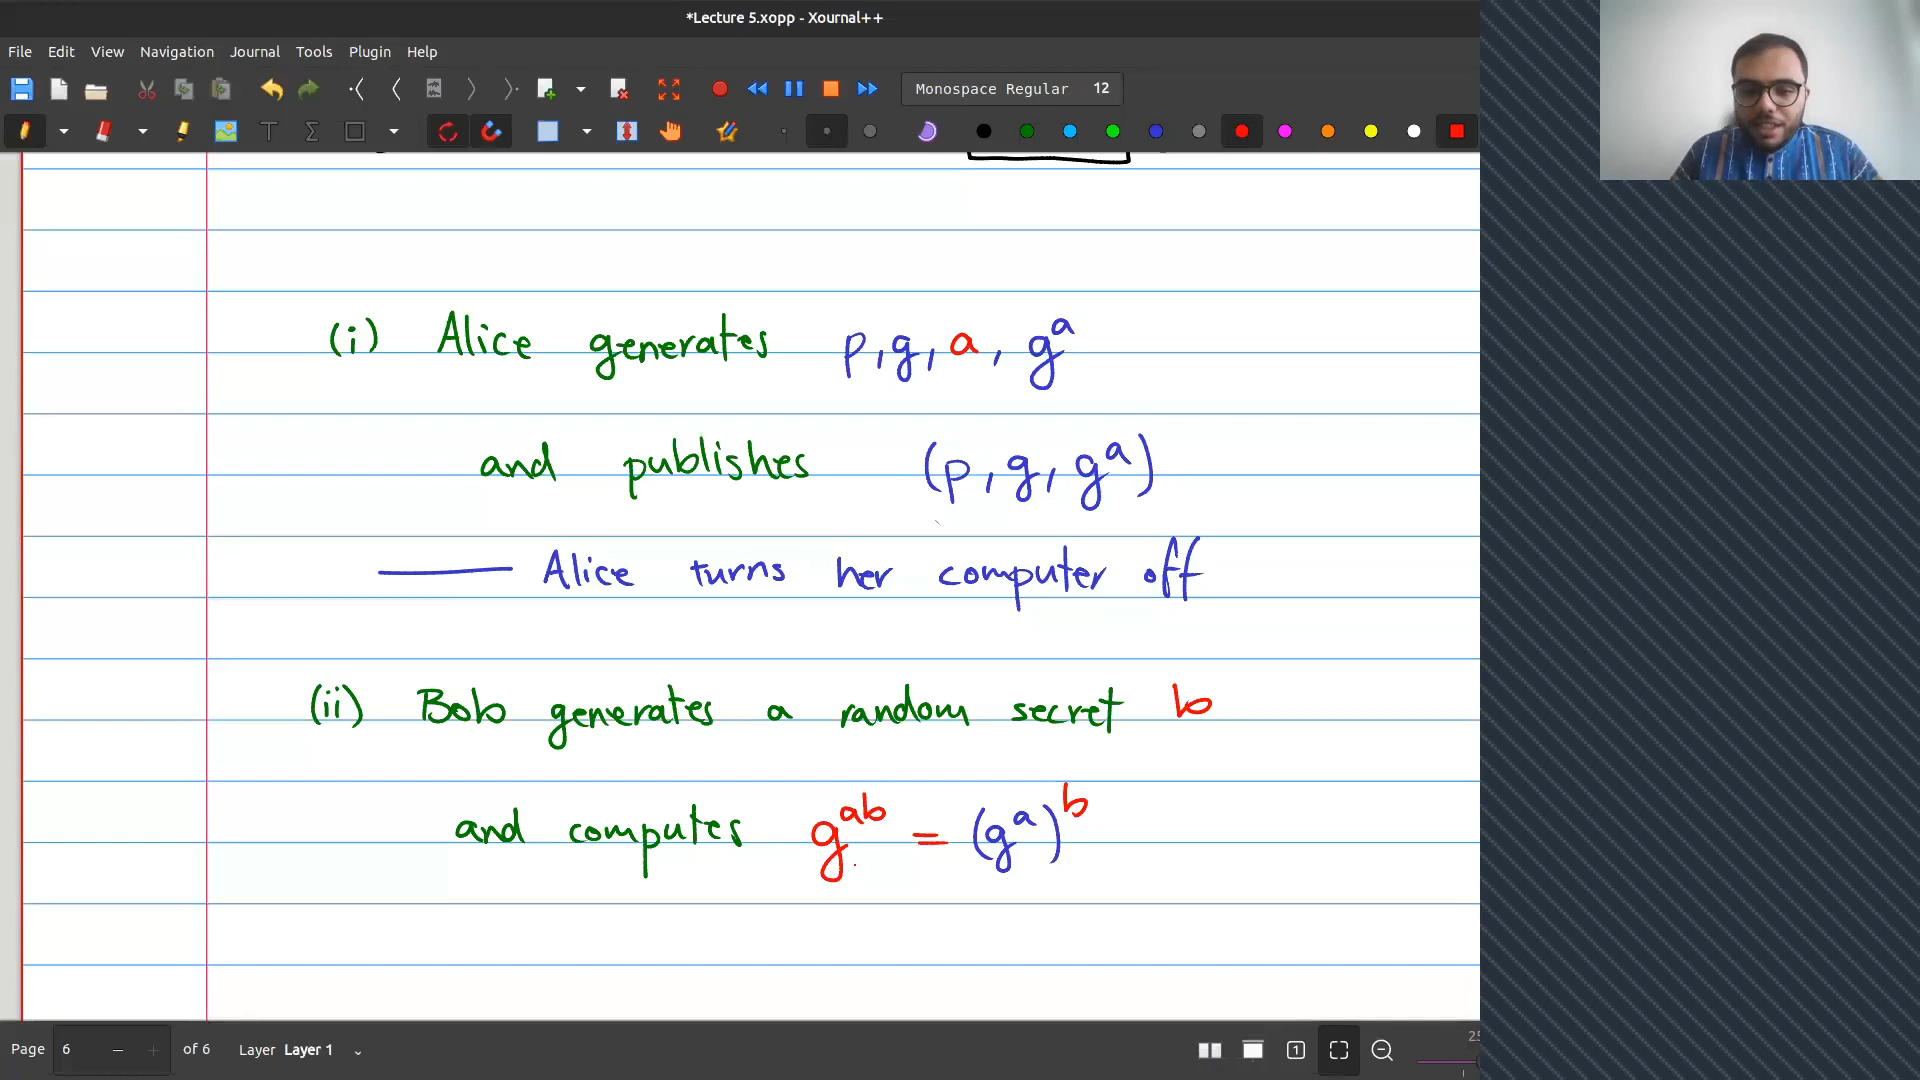 *Lecture 5.xopp - Xournal++
File Edit View Navigation Journal Tools Plugin Help
Monospace Regular 12
(i) Alice generates p, g, a, g^a
and publishes (p, g, g^a)
—— Alice turns her computer off
(ii) Bob generates a random secret b
and computes g^ab = (g^a)^b
Page 6 of 6 Layer Layer 1